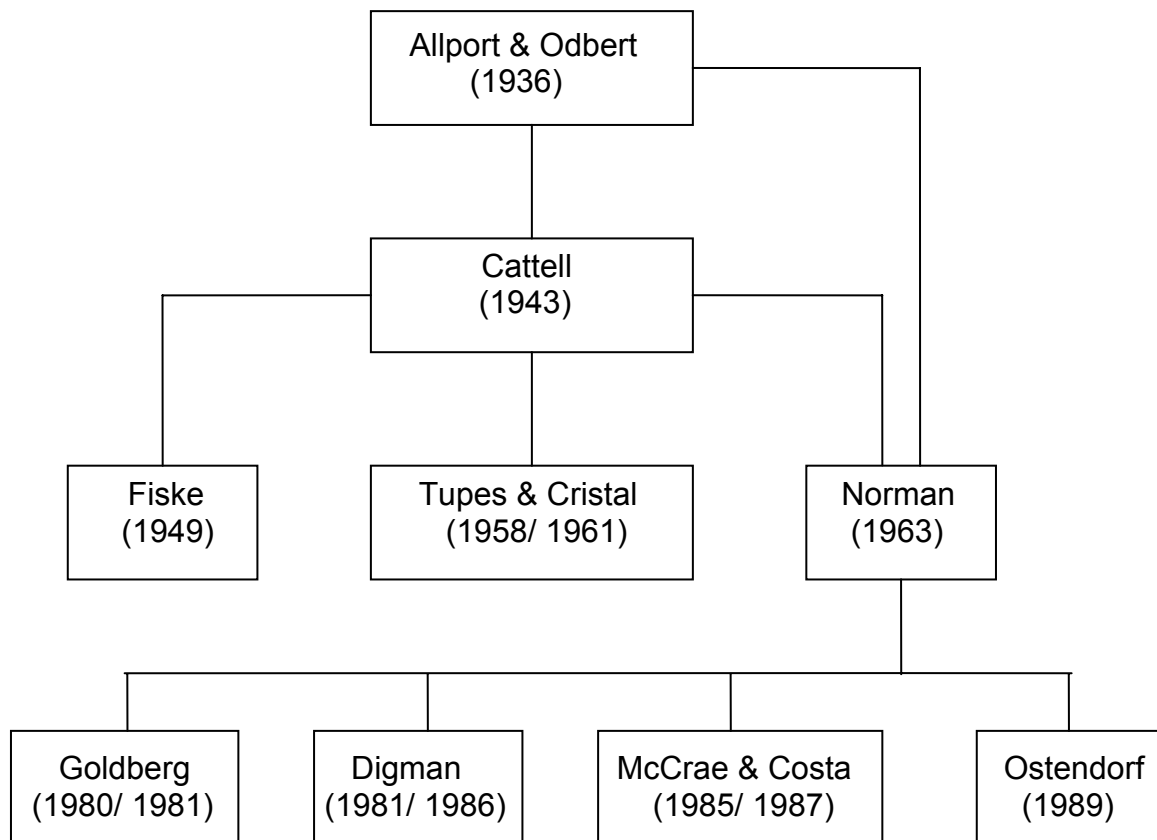 Allport & Odbert
(1936)
Cattell
(1943)
Fiske
(1949)
Tupes & Cristal
(1958/ 1961)
Norman
(1963)
Goldberg
(1980/ 1981)
Digman
(1981/ 1986)
McCrae & Costa
(1985/ 1987)
Ostendorf
(1989)